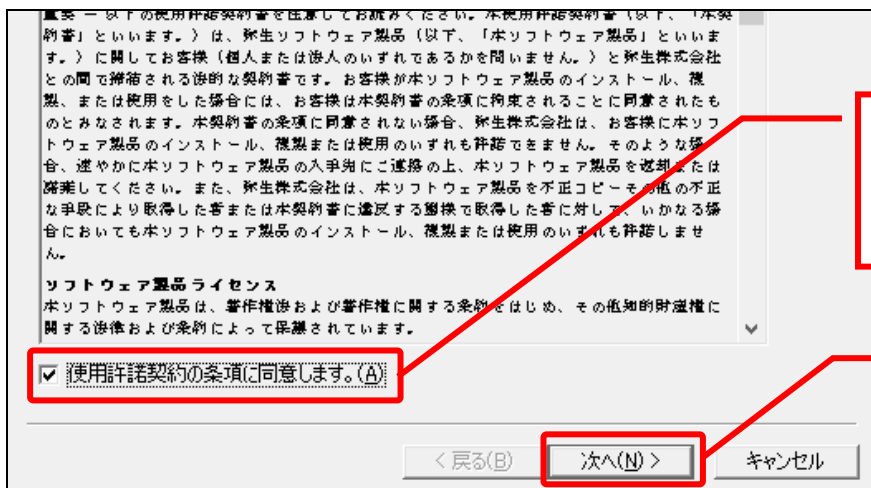 重要 － 以下の使用許諾契約書を注意してお読みください。本使用許諾契約書（以下、「本契
約書」といいます。）は、弥生ソフトウェア製品（以下、「本ソフトウェア製品」といいま
す。）に関してお客様（個人または法人のいずれであるかを問いません。）と弥生株式会社
との間で締結される法的な契約書です。お客様が本ソフトウェア製品のインストール、複
製、または使用をした場合には、お客様は本契約書の条項に拘束されることに同意されたも
のとみなされます。本契約書の条項に同意されない場合、弥生株式会社は、お客様に本ソフ
トウェア製品のインストール、複製または使用のいずれも許諾できません。そのような場
合、速やかに本ソフトウェア製品の入手先にご連絡の上、本ソフトウェア製品を返却または
廃棄してください。また、弥生株式会社は、本ソフトウェア製品を不正コピーその他の不正
な手段により取得した者または本契約書に違反する態様で取得した者に対して、いかなる場
合においても本ソフトウェア製品のインストール、複製または使用のいずれも許諾しませ
ん。
ソフトウェア製品ライセンス
本ソフトウェア製品は、著作権法および著作権に関する条約をはじめ、その他知的財産権に
関する法律および条約によって保護されています。
使用許諾契約の条項に同意します。(A)
< 戻る(B)
次へ(N) >
キャンセル